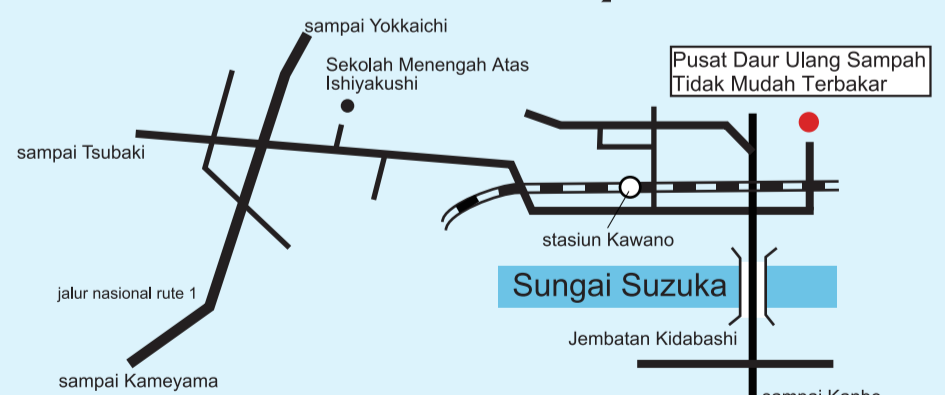 sampai Yokkaichi
Sekolah Menengah Atas
Ishiyakushi
Pusat Daur Ulang Sampah
Tidak Mudah Terbakar
sampai Tsubaki
stasiun Kawano
Sungai Suzuka
jalur nasional rute 1
Jembatan Kidabashi
sampai Kameyama
sampai